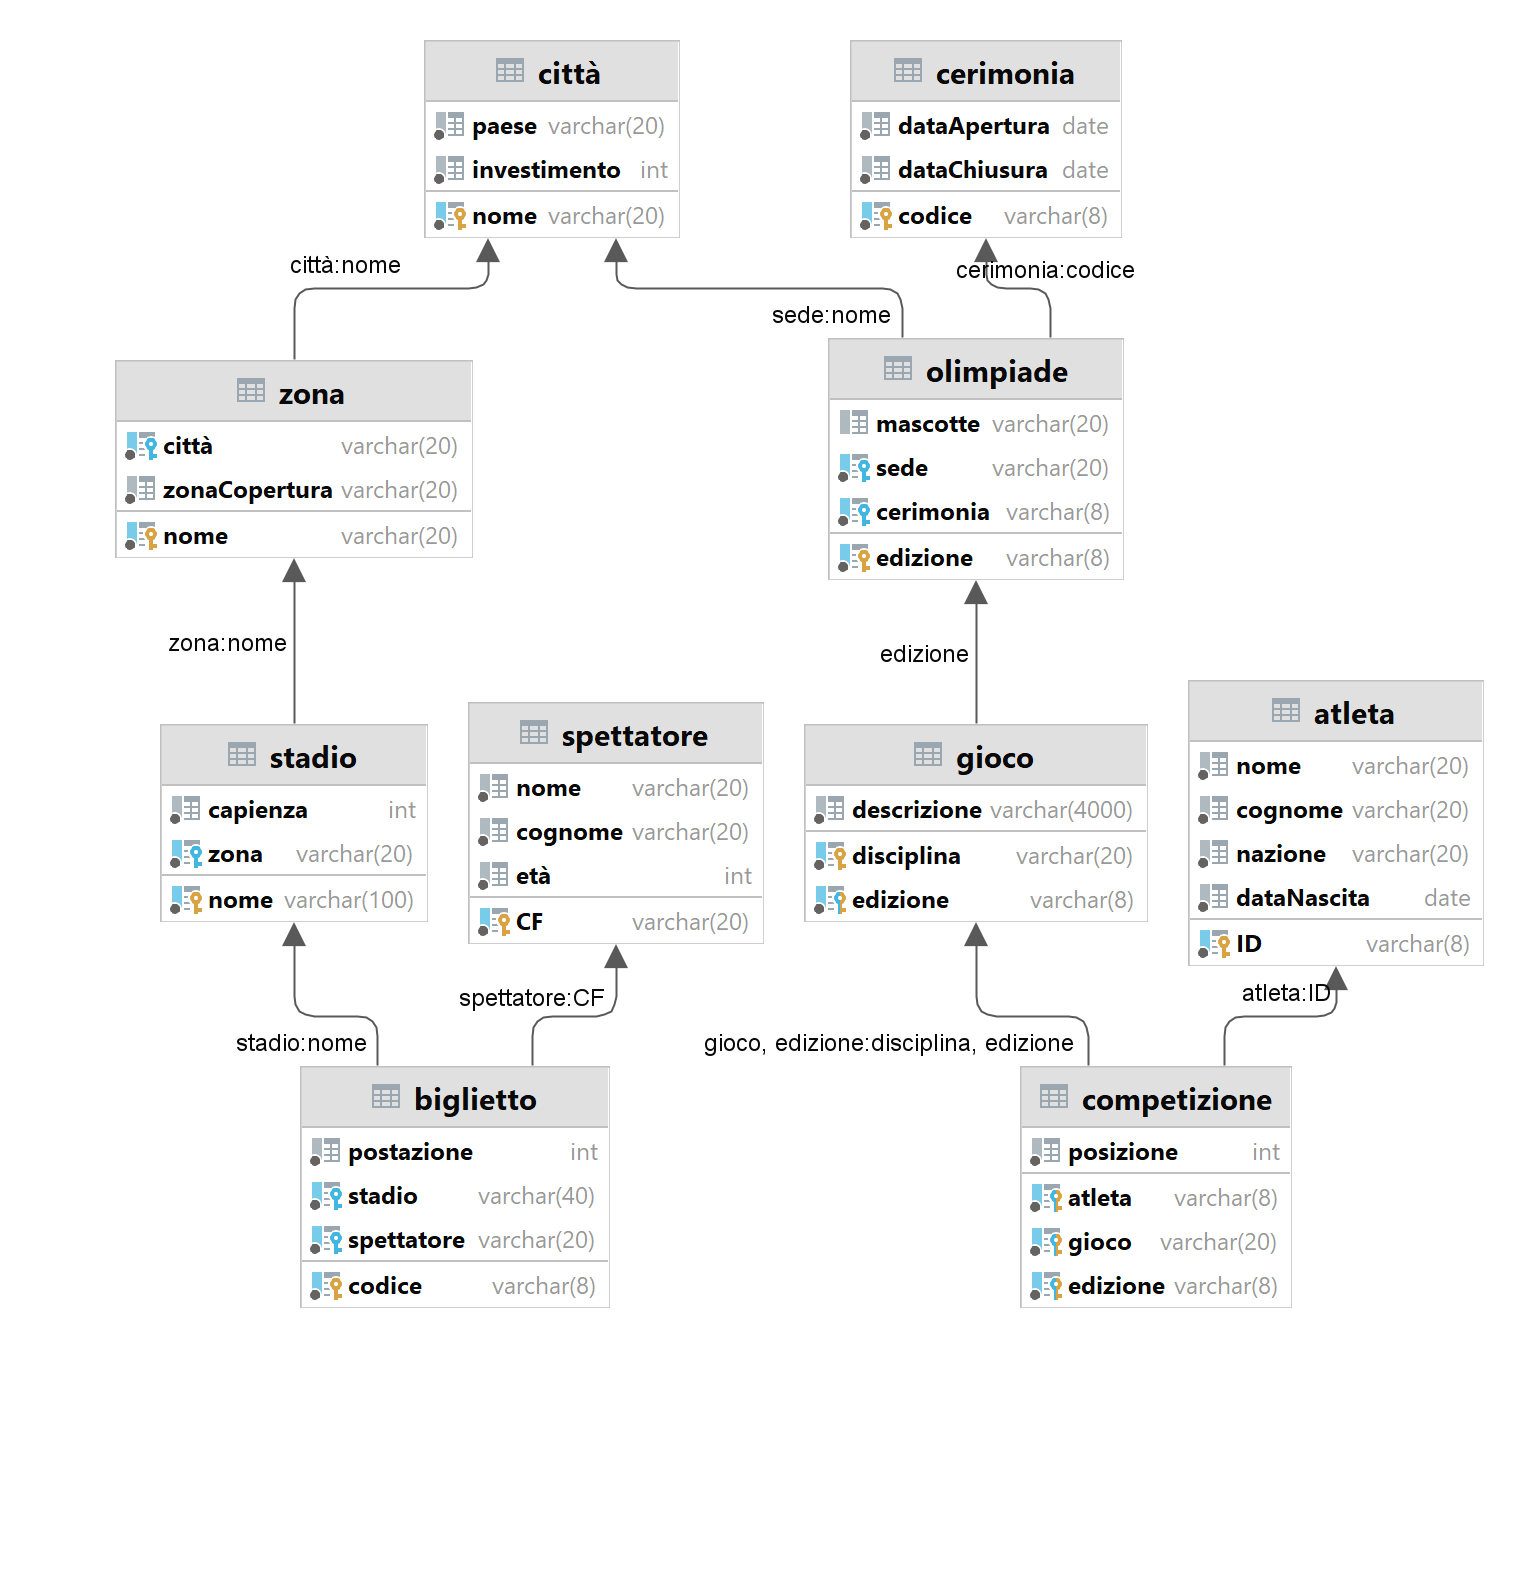 città
paese varchar(20)
investimento int
nome varchar(20)
cerimonia
dataApertura date
dataChiusura date
codice varchar(8)
città:nome
sede:nome
cerimonia:codice
zona
città varchar(20)
zonaCopertura varchar(20)
nome varchar(20)
olimpiade
mascotte varchar(20)
sede varchar(20)
cerimonia varchar(8)
edizione varchar(8)
zona:nome
edizione
stadio
capienza int
zona varchar(20)
nome varchar(100)
spettatore
nome varchar(20)
cognome varchar(20)
età int
CF varchar(20)
gioco
descrizione varchar(4000)
disciplina varchar(20)
edizione varchar(8)
atleta
nome varchar(20)
cognome varchar(20)
nazione varchar(20)
dataNascita date
ID varchar(8)
stadio:nome
spettatore:CF
gioco, edizione:disciplina, edizione
atleta:ID
biglietto
postazione int
stadio varchar(40)
spettatore varchar(20)
codice varchar(8)
competizione
posizione int
atleta varchar(8)
gioco varchar(20)
edizione varchar(8)